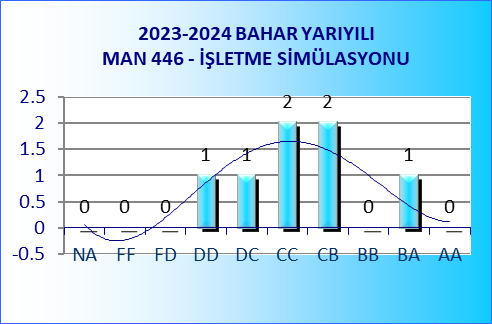 2023-2024 BAHAR YARIYILI
MAN 446 - İŞLETME SİMÜLASYONU
2.5
2
1.5
1
0.5
0
-0.5
0 0 0 1 1 2 2 0 1 0
NA FF FD DD DC CC CB BB BA AA